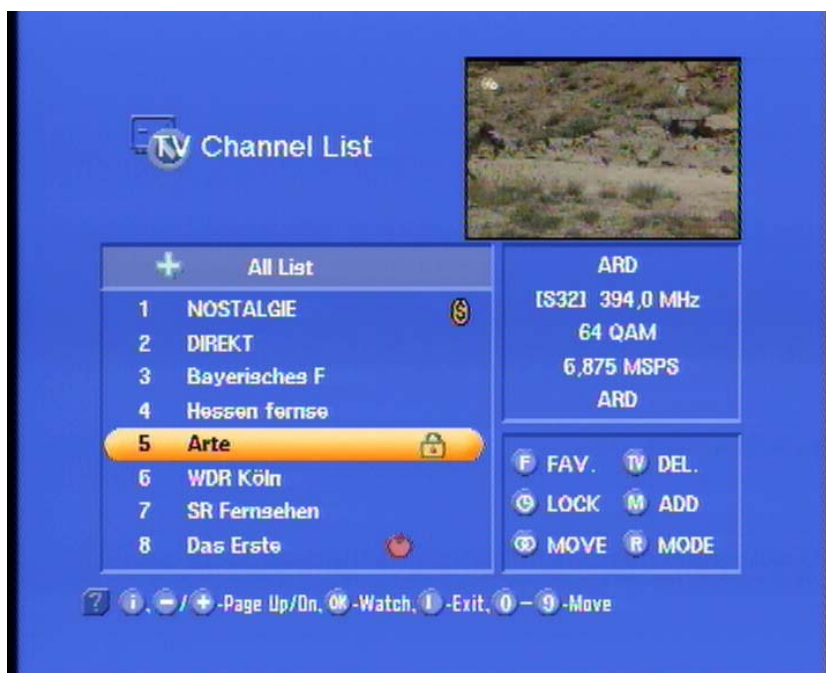 TV Channel List
All List
1 NOSTALGIE
2 DIREKT
3 Bayerisches F
4 Hessen fernse
5 Arte
6 WDR Köln
7 SR Fernsehen
8 Das Erste
ARD
[S32] 394,0 MHz
64 QAM
6,875 MSPS
ARD
F FAV. TV DEL.
LOCK M ADD
MOVE R MODE
? i, -/+ -Page Up/Dn, OK -Watch, I -Exit, 0 - 9 -Move